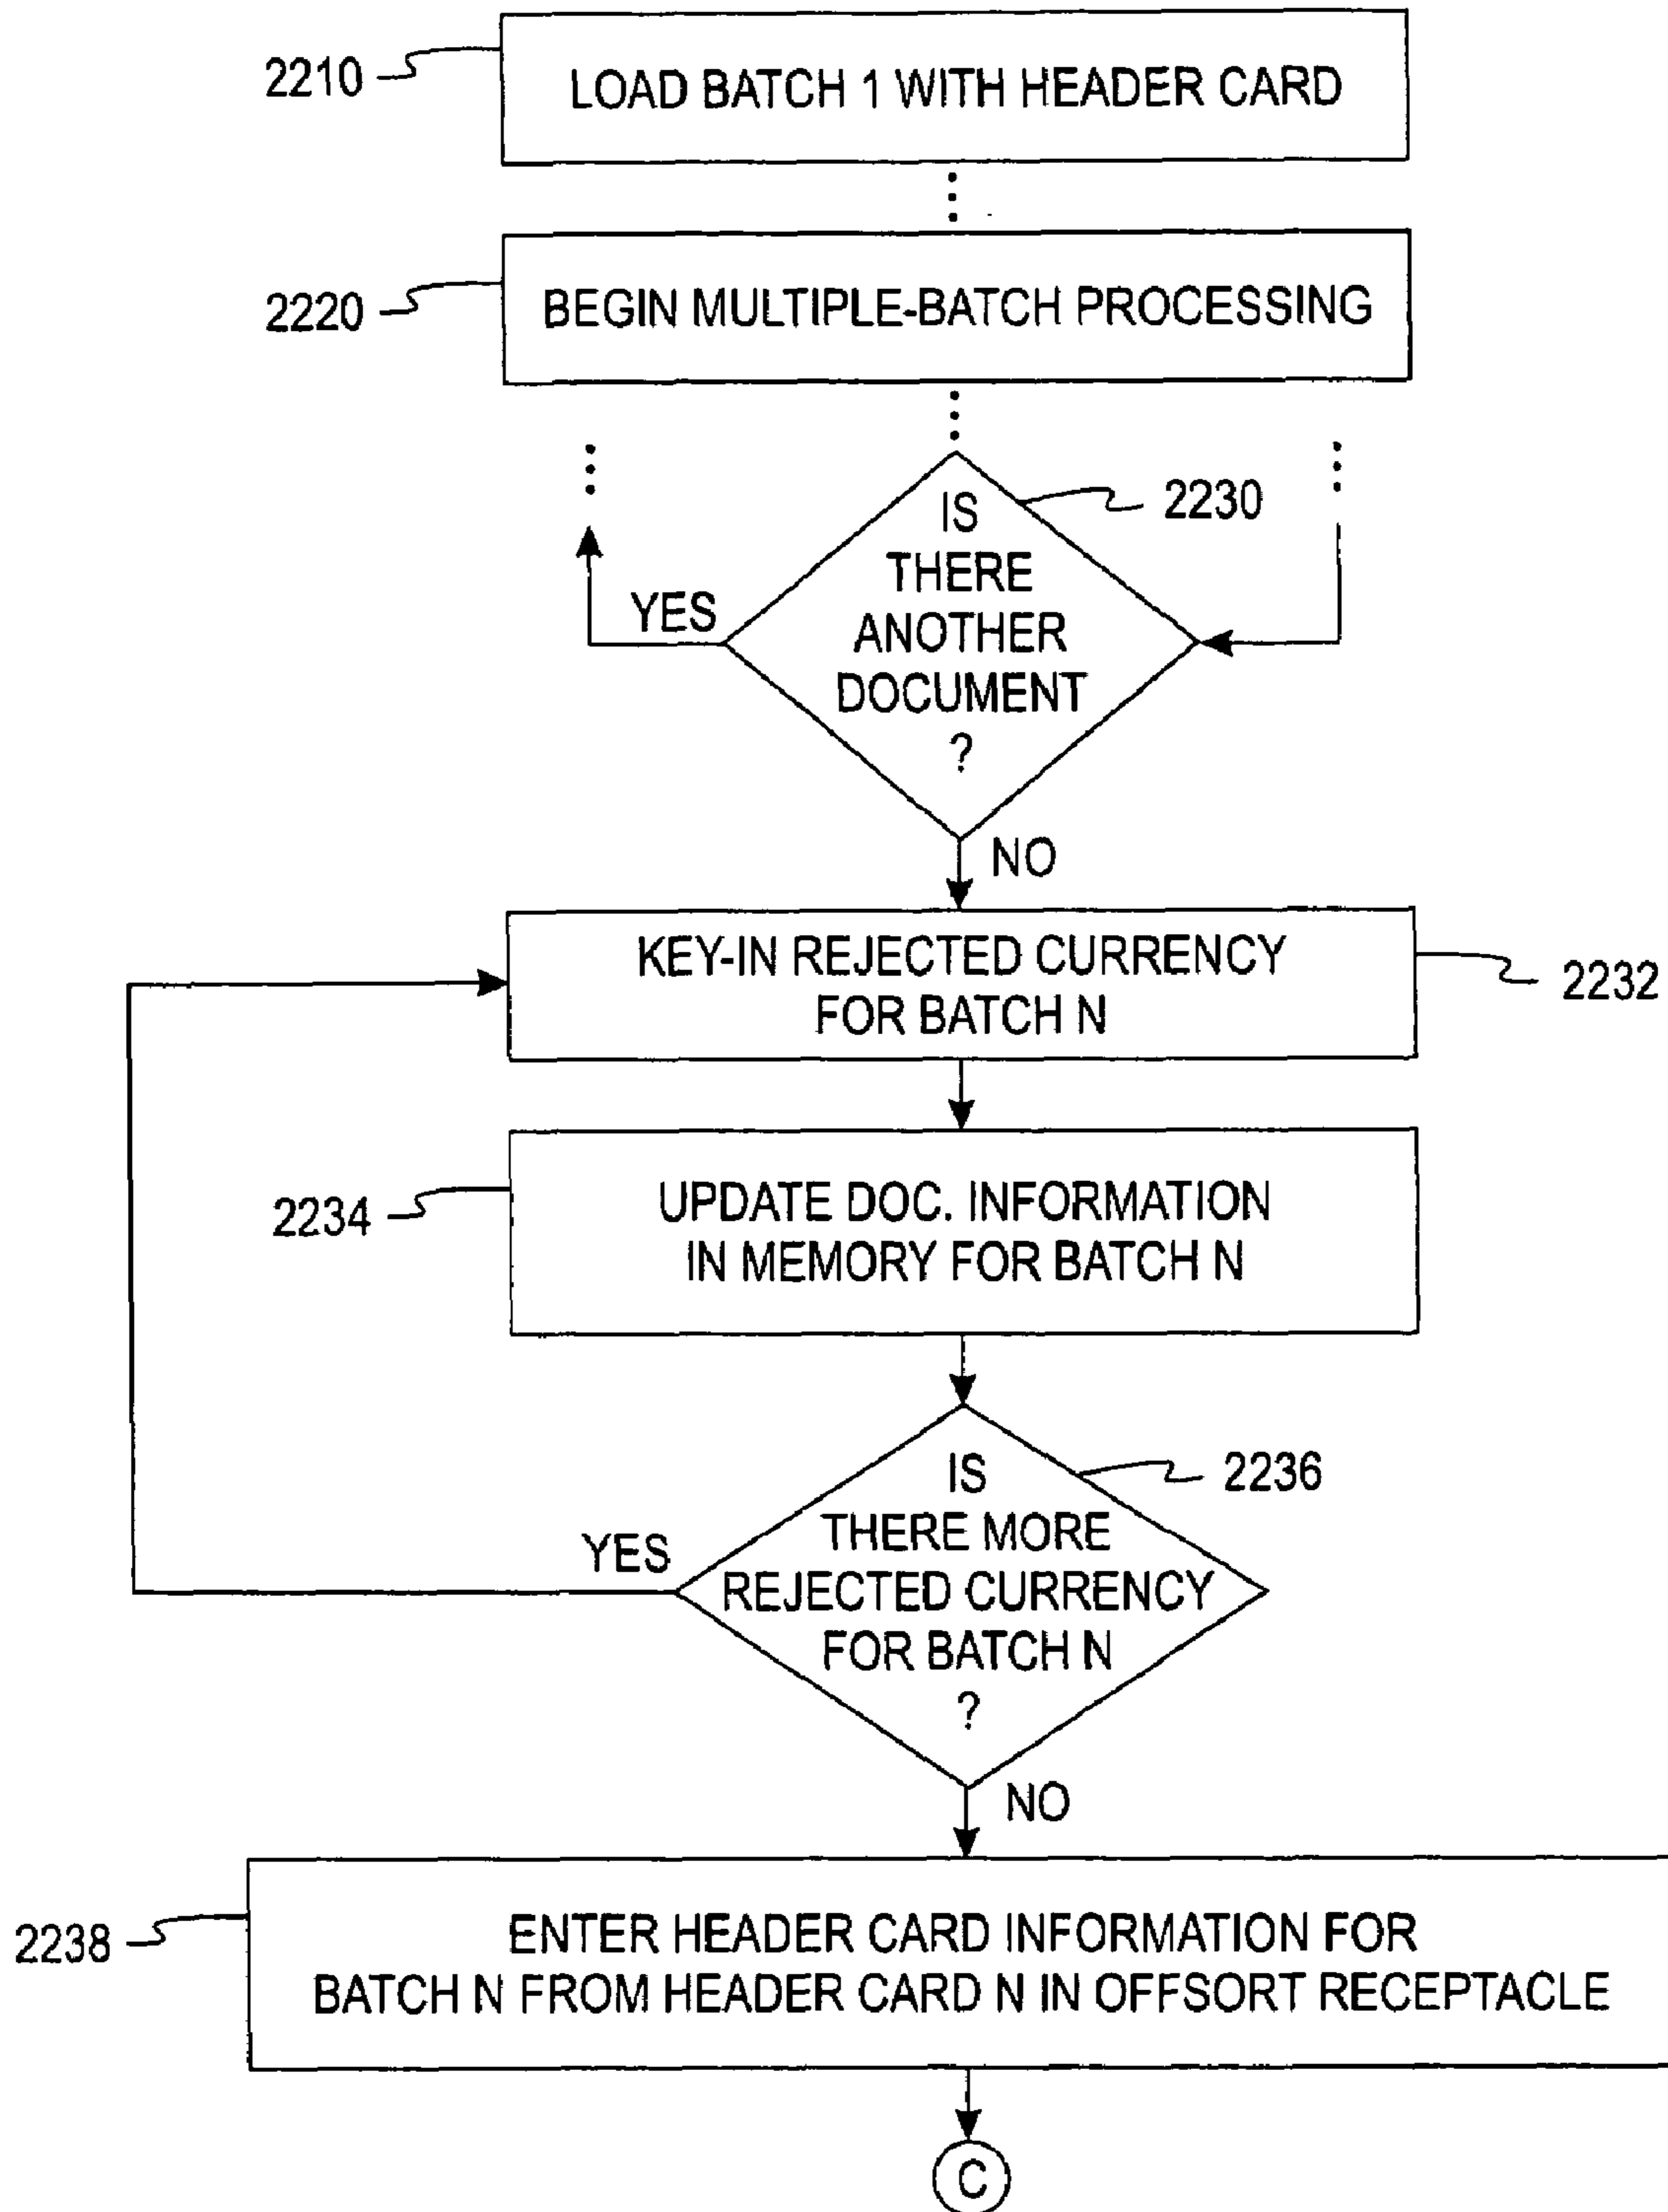 2210
LOAD BATCH 1 WITH HEADER CARD
2220
BEGIN MULTIPLE-BATCH PROCESSING
2230
IS
THERE
ANOTHER
DOCUMENT
?
YES
NO
KEY-IN REJECTED CURRENCY
FOR BATCH N
2232
2234
UPDATE DOC. INFORMATION
IN MEMORY FOR BATCH N
2236
IS
THERE MORE
REJECTED CURRENCY
FOR BATCH N
?
YES
NO
2238
ENTER HEADER CARD INFORMATION FOR
BATCH N FROM HEADER CARD N IN OFFSORT RECEPTACLE
C